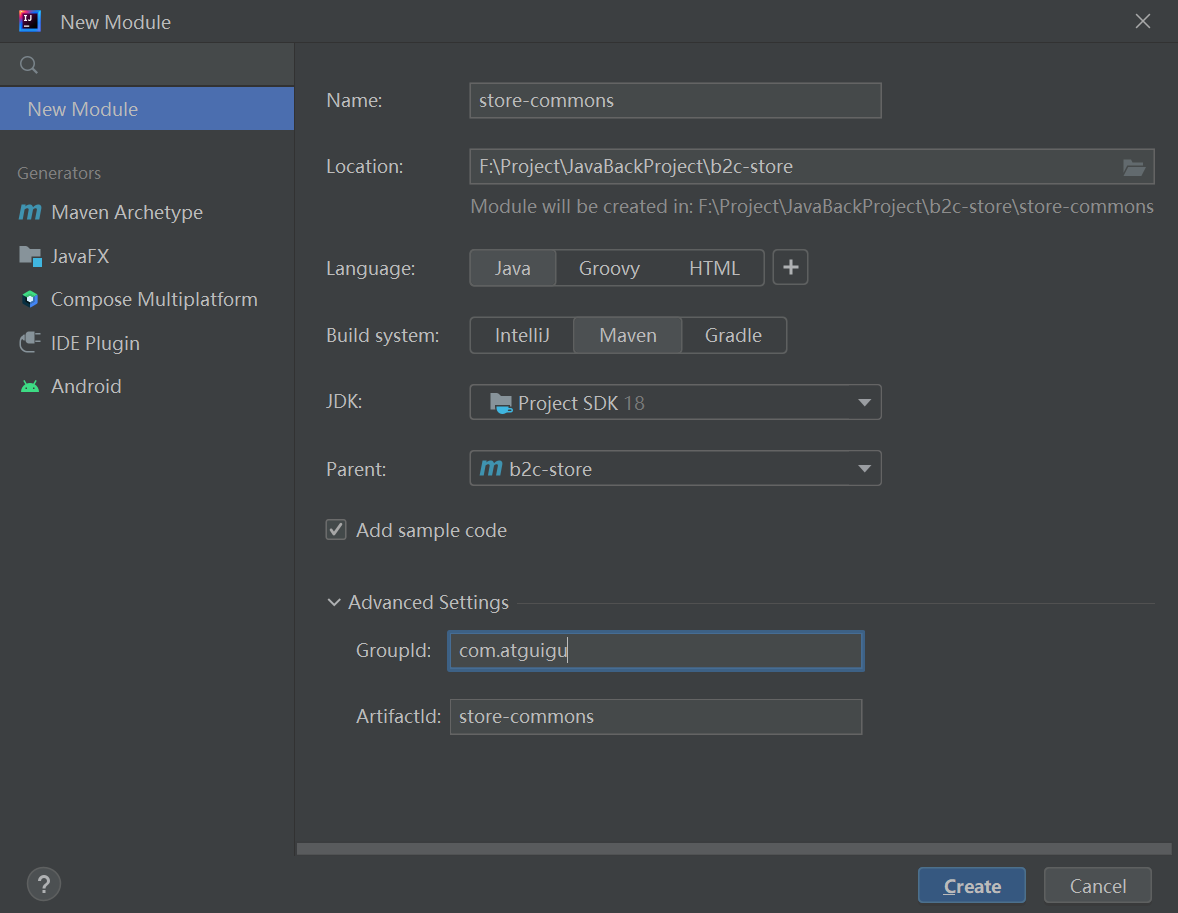 New Module
New Module
Generators
Maven Archetype
JavaFX
Compose Multiplatform
IDE Plugin
Android
Name: store-commons
Location: F:\Project\JavaBackProject\b2c-store
Module will be created in: F:\Project\JavaBackProject\b2c-store\store-commons
Language: Java Groovy HTML +
Build system: IntelliJ Maven Gradle
JDK: Project SDK 18
Parent: m b2c-store
Add sample code
Advanced Settings
GroupId: com.atguigu
ArtifactId: store-commons
? Create Cancel